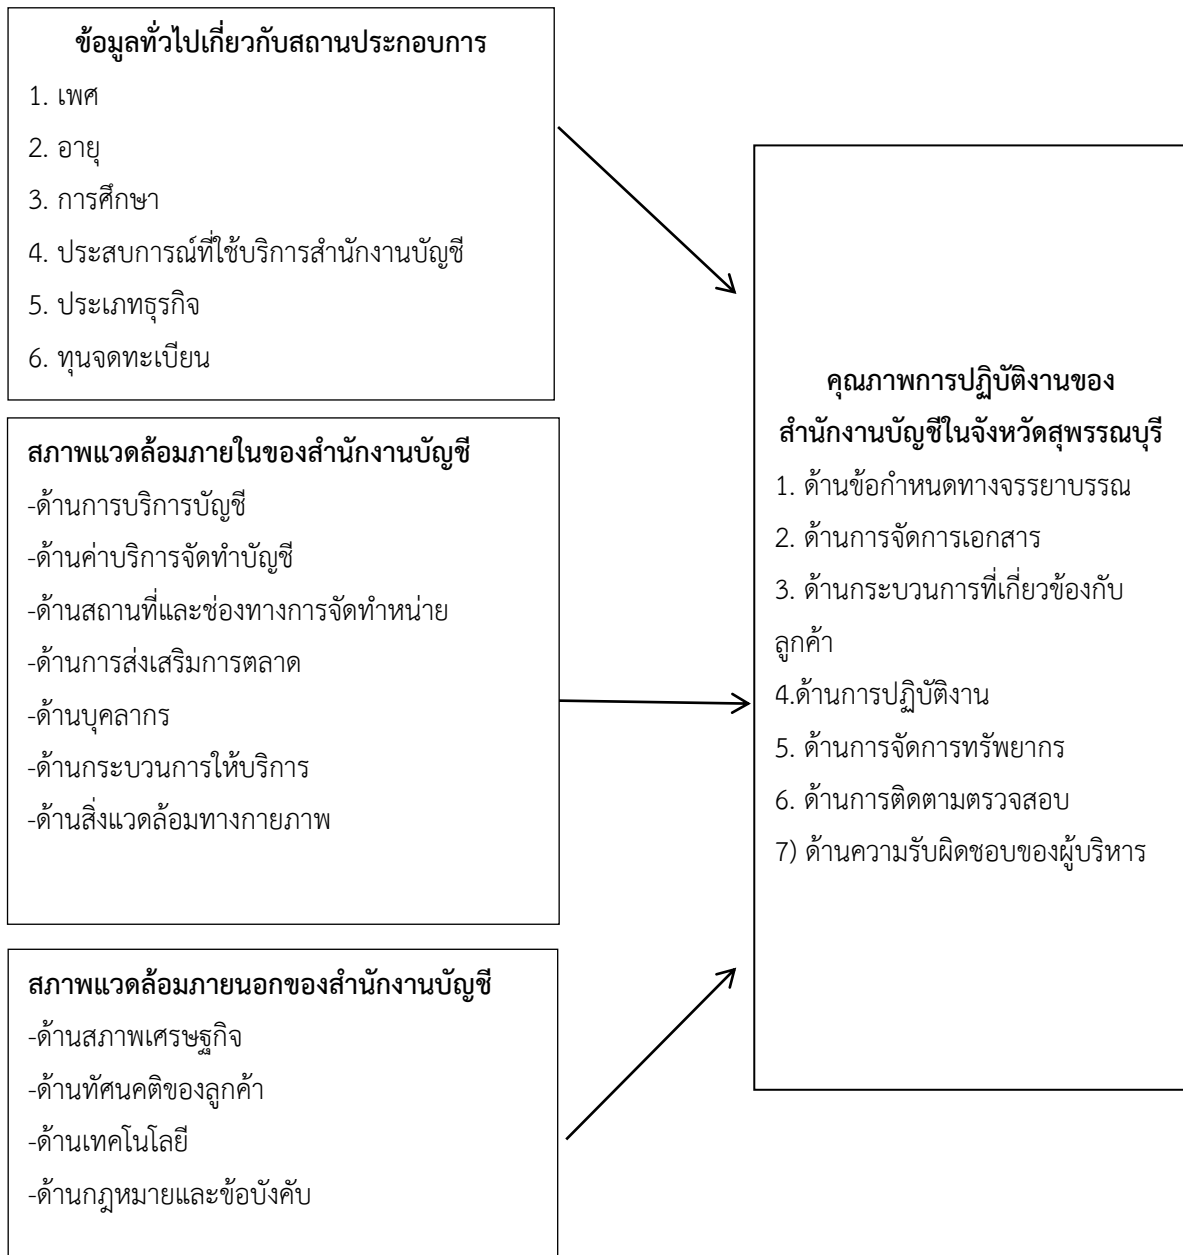 ข้อมูลทั่วไปเกี่ยวกับสถานประกอบการ
1. เพศ
2. อายุ
3. การศึกษา
4. ประสบการณ์ที่ใช้บริการสำนักงานบัญชี
5. ประเภทธุรกิจ
6. ทุนจดทะเบียน
สภาพแวดล้อมภายในของสำนักงานบัญชี
-ด้านการบริการบัญชี
-ด้านค่าบริการจัดทำบัญชี
-ด้านสถานที่และช่องทางการจัดทำหน่าย
-ด้านการส่งเสริมการตลาด
-ด้านบุคลากร
-ด้านกระบวนการให้บริการ
-ด้านสิ่งแวดล้อมทางกายภาพ
สภาพแวดล้อมภายนอกของสำนักงานบัญชี
-ด้านสภาพเศรษฐกิจ
-ด้านทัศนคติของลูกค้า
-ด้านเทคโนโลยี
-ด้านกฎหมายและข้อบังคับ
คุณภาพการปฏิบัติงานของ
สำนักงานบัญชีในจังหวัดสุพรรณบุรี
1. ด้านข้อกำหนดทางจรรยาบรรณ
2. ด้านการจัดการเอกสาร
3. ด้านกระบวนการที่เกี่ยวข้องกับ
ลูกค้า
4.ด้านการปฏิบัติงาน
5. ด้านการจัดการทรัพยากร
6. ด้านการติดตามตรวจสอบ
7) ด้านความรับผิดชอบของผู้บริหาร